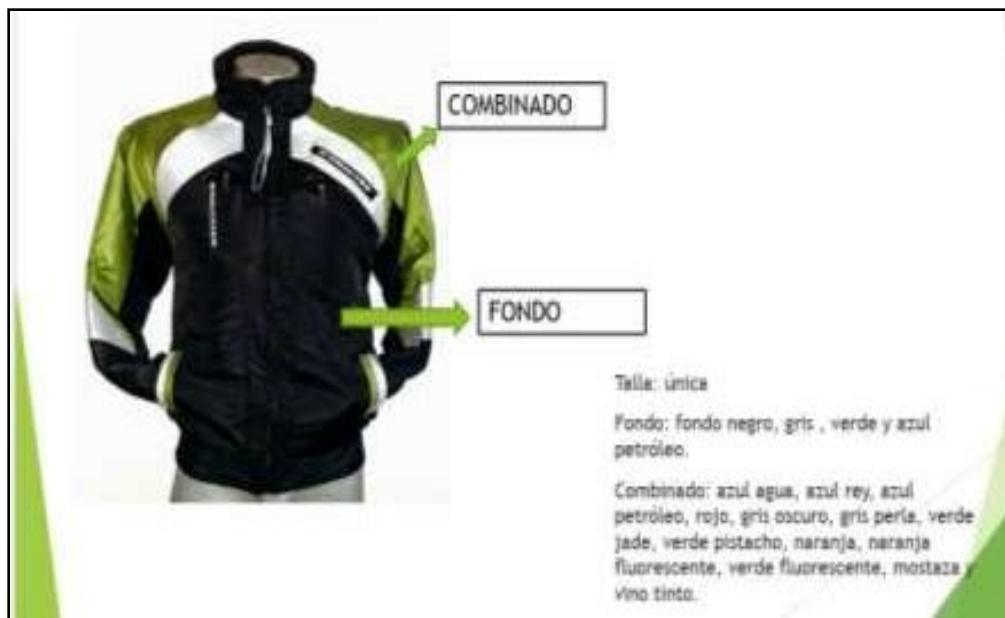 COMBINADO
FONDO
Talla: única
Fondo: fondo negro, gris , verde y azul
petróleo.
Combinado: azul agua, azul rey, azul
petróleo, rojo, gris oscuro, gris perla, verde
jade, verde pistacho, naranja, naranja
fluorescente, verde fluorescente, mostaza y
vino tinto.